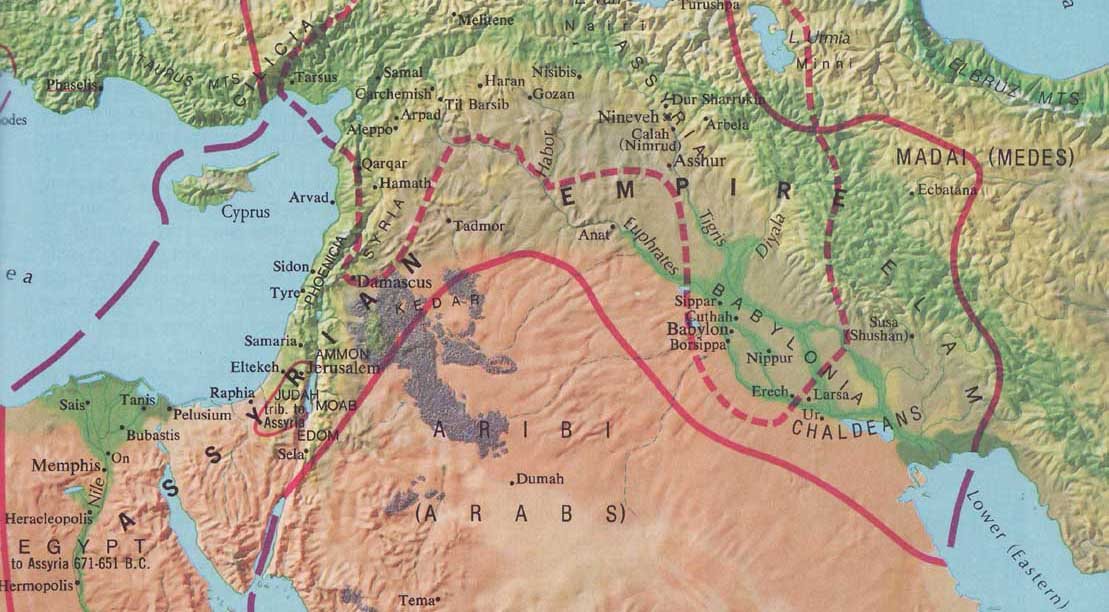 Turushpa
Melitene
Nairi
L. Urmia
Minni
TAURUS MTS
CILICIA
Tarsus
Phaselis
Samal
Carchemish
Haran
Nisibis
Til Barsib
Gozan
Arpad
Aleppo
ASSYRIA
Dur Sharrukin
Nineveh
Calah
(Nimrud)
Arbela
Asshur
ELBRUZ MTS.
MADAI (MEDES)
Ecbatana
Habor
Qarqar
Hamath
Arvad
Cyprus
SYRIA
Tadmor
Anat
Euphrates
Tigris
Diyala
ASSYRIAN EMPIRE
PHOENICIA
Sidon
Tyre
Damascus
KEDAR
ea
Samaria
Eltekeh
AMMON
Jerusalem
Raphia
JUDAH
trib. to
Assyria
MOAB
EDOM
Sela
Sippar
Cuthah
Babylon
Borsippa
BABYLONIA
Nippur
Susa
(Shushan)
ELAM
Erech
Larsa
Ur
CHALDEANS
Sais
Tanis
Pelusium
Bubastis
On
Memphis
Nile
Heracleopolis
EGYPT
to Assyria 671-651 B.C.
Hermopolis
ARIBI
Dumah
(ARABS)
Tema
Lower (Eastern)